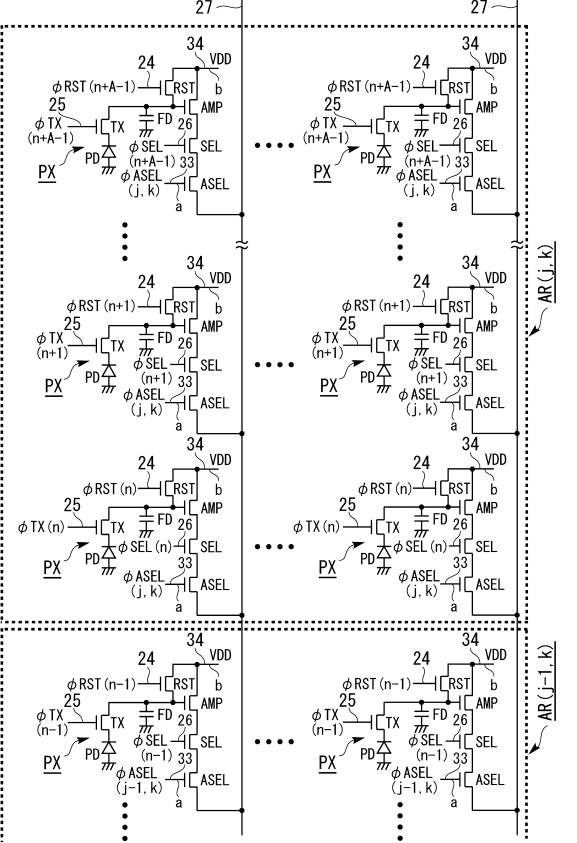 27 27
34 VDD 34 VDD
24 b 24 b
φRST(n+A-1) RST φRST(n+A-1) RST
25 AMP 25 AMP
φTX TX FD φTX TX FD
(n+A-1) 26 (n+A-1) 26
φSEL SEL φSEL SEL
PD (n+A-1) PD (n+A-1)
PX φASEL 33 PX φASEL 33
(j,k) ASEL (j,k) ASEL
a a
AR(j,k)
34 VDD 34 VDD
24 b 24 b
φRST(n+1) RST φRST(n+1) RST
25 AMP 25 AMP
φTX TX FD φTX TX FD
(n+1) 26 (n+1) 26
φSEL SEL φSEL SEL
PD (n+1) PD (n+1)
PX φASEL 33 PX φASEL 33
(j,k) ASEL (j,k) ASEL
a a
34 VDD 34 VDD
24 b 24 b
φRST(n) RST φRST(n) RST
25 AMP 25 AMP
φTX(n) TX FD φTX(n) TX FD
26 26
PD φSEL(n) SEL PD φSEL(n) SEL
PX φASEL 33 PX φASEL 33
(j,k) ASEL (j,k) ASEL
a a
34 VDD 34 VDD
24 b 24 b
φRST(n-1) RST φRST(n-1) RST
25 AMP 25 AMP
φTX TX FD φTX TX FD
(n-1) 26 (n-1) 26
φSEL SEL φSEL SEL
PD (n-1) PD (n-1)
PX φASEL 33 PX φASEL 33
(j-1,k) ASEL (j-1,k) ASEL
a a
AR(j-1,k)